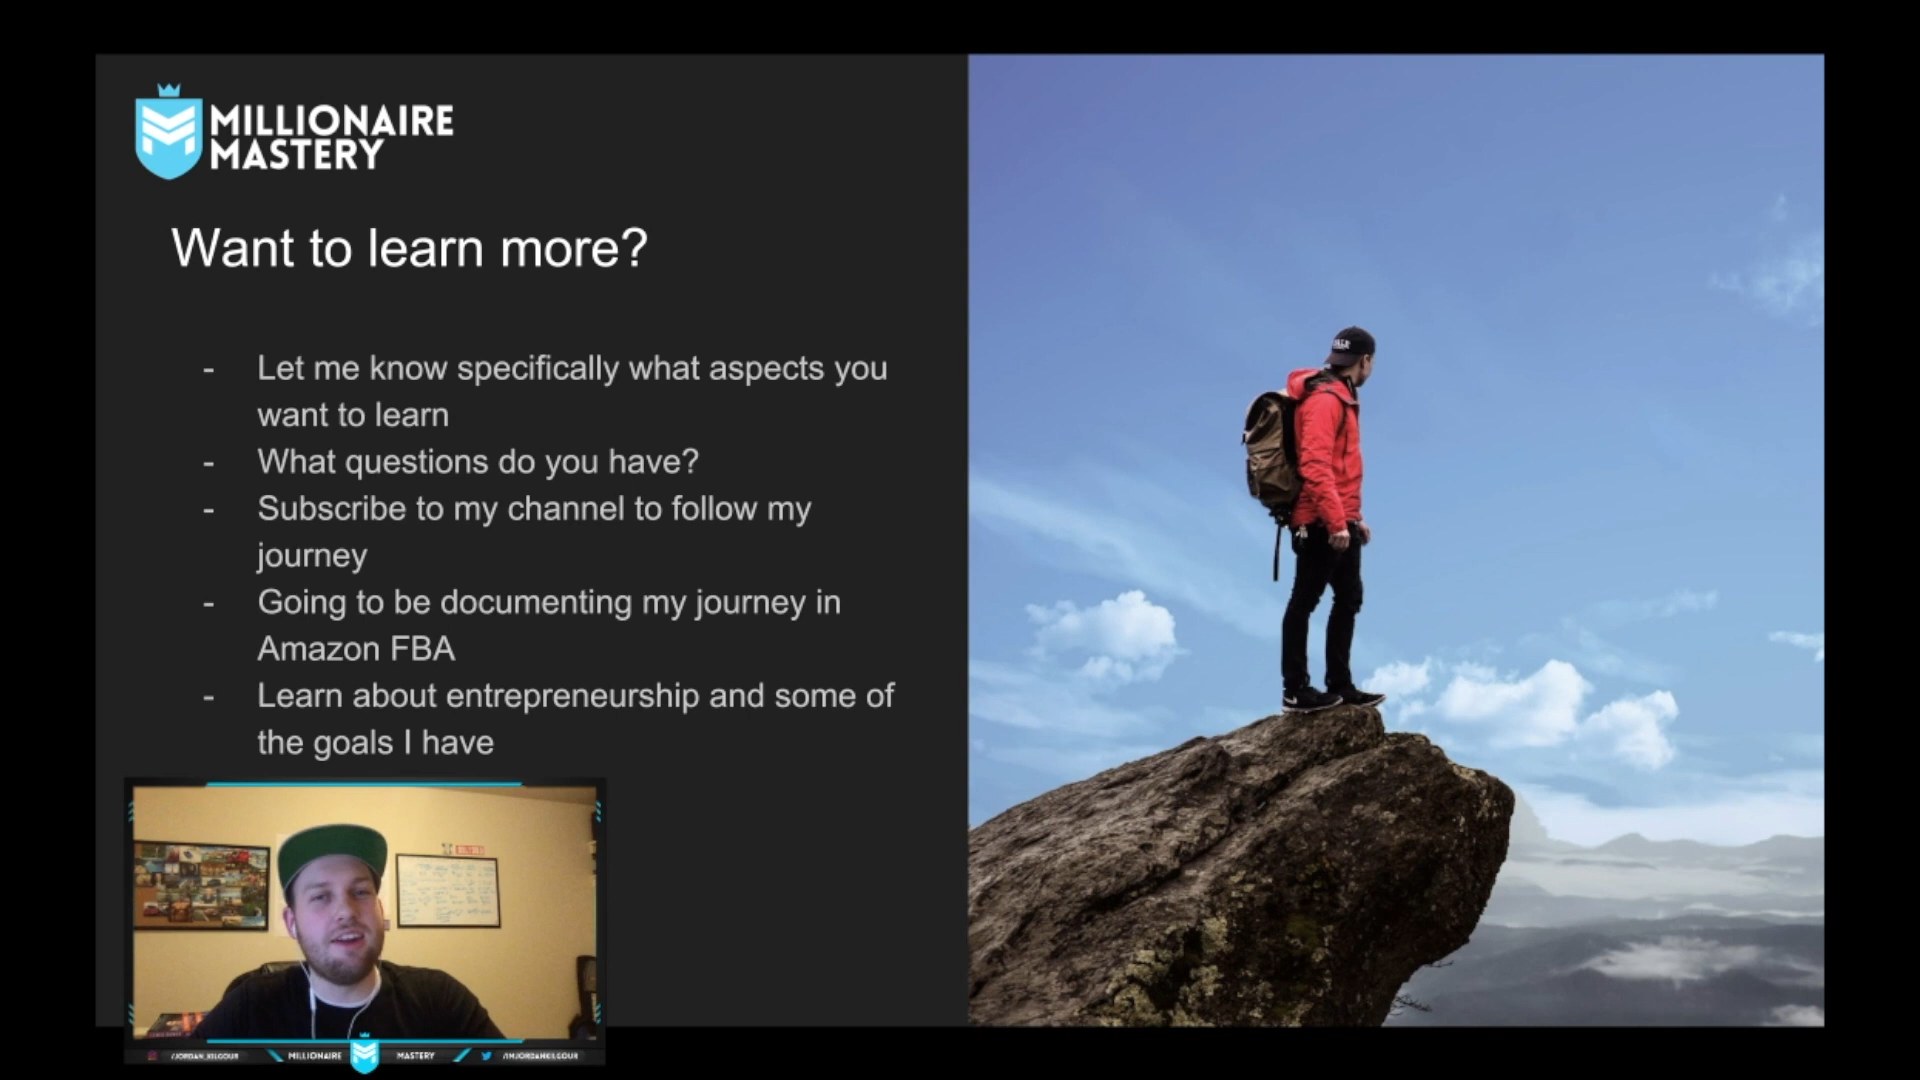 MILLIONAIRE
MASTERY
Want to learn more?
- Let me know specifically what aspects you
want to learn
- What questions do you have?
- Subscribe to my channel to follow my
journey
- Going to be documenting my journey in
Amazon FBA
- Learn about entrepreneurship and some of
the goals I have
/JORDAN_KILGOUR
MILLIONAIRE
MASTERY
/IMJORDANKILGOUR